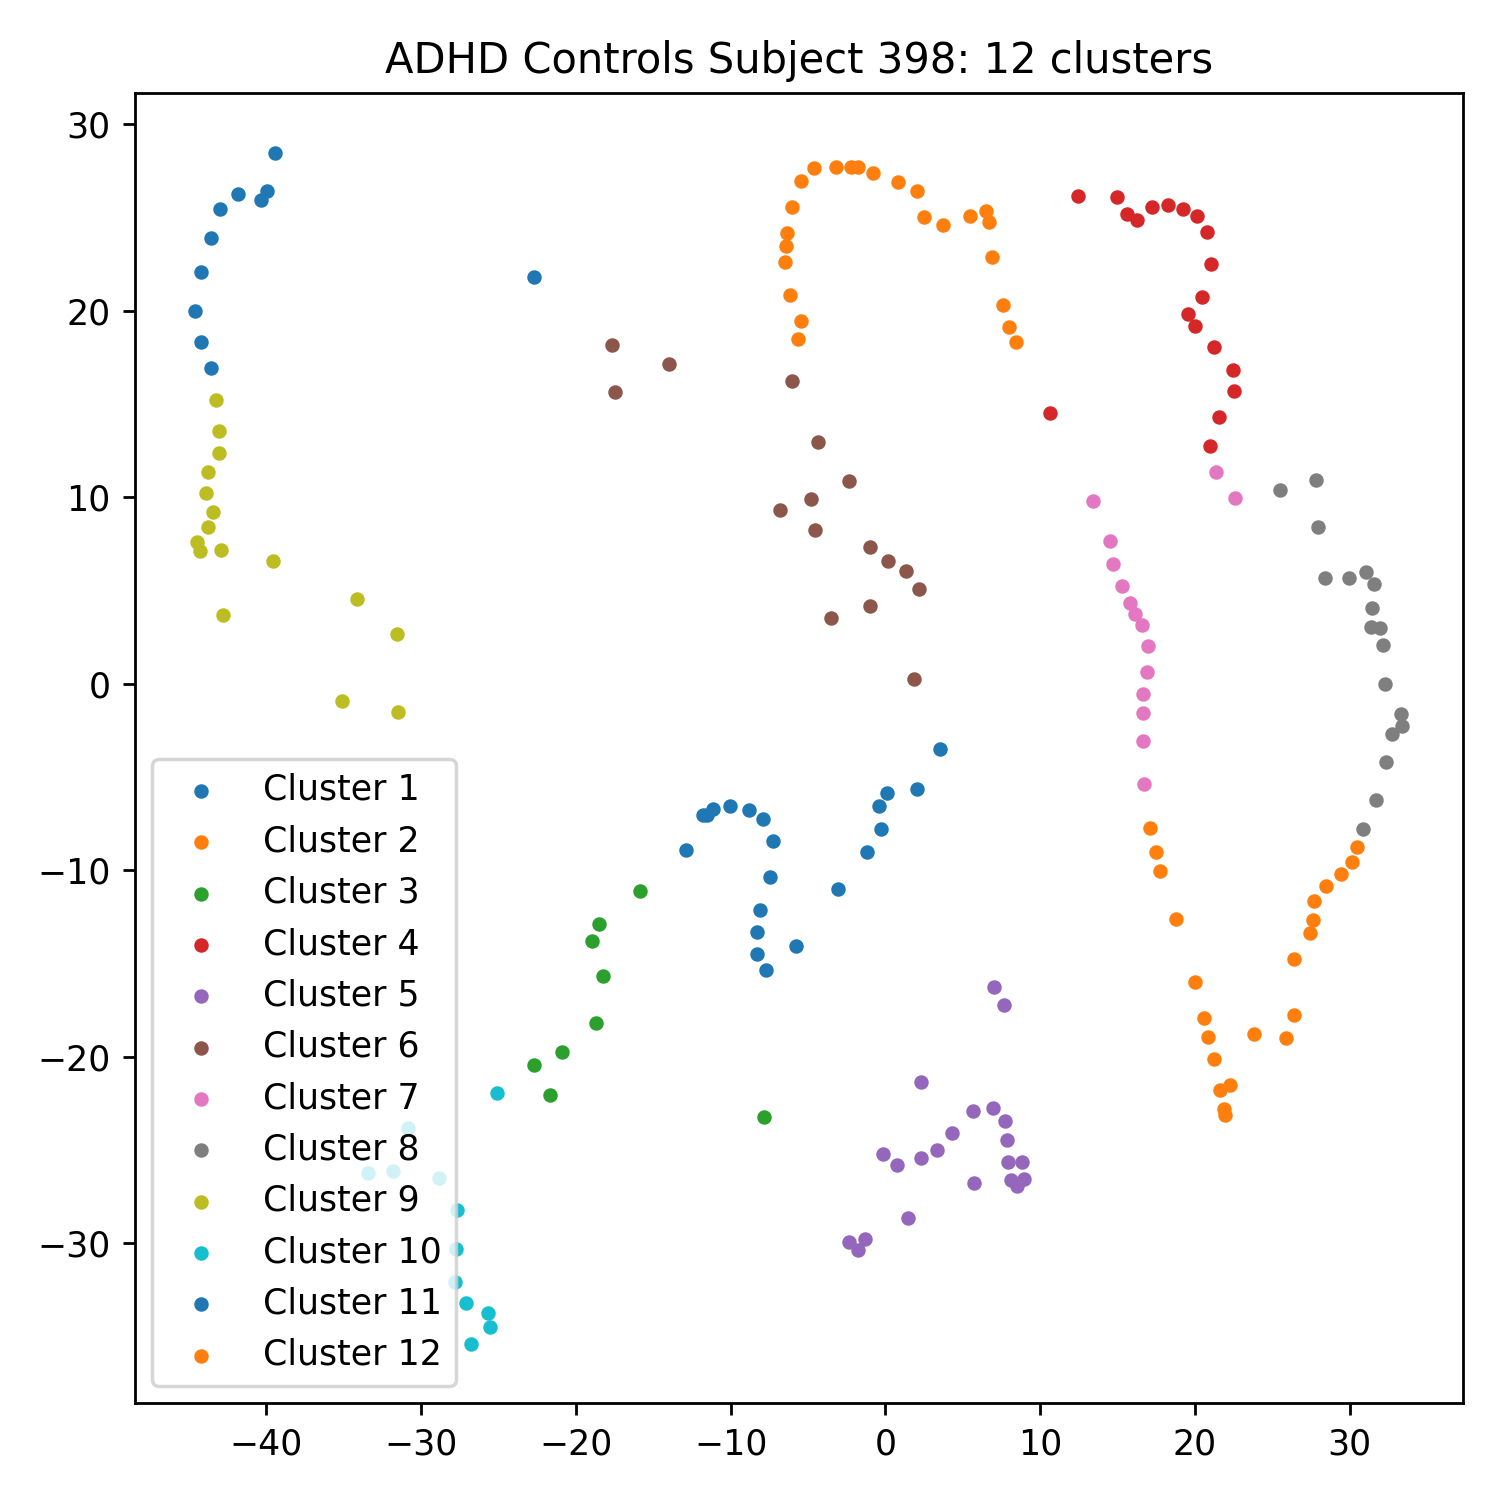 ADHD Controls Subject 398: 12 clusters
30
20
10
0
−10
−20
−30
Cluster 1
Cluster 2
Cluster 3
Cluster 4
Cluster 5
Cluster 6
Cluster 7
Cluster 8
Cluster 9
Cluster 10
Cluster 11
Cluster 12
−40 −30 −20 −10 0 10 20 30